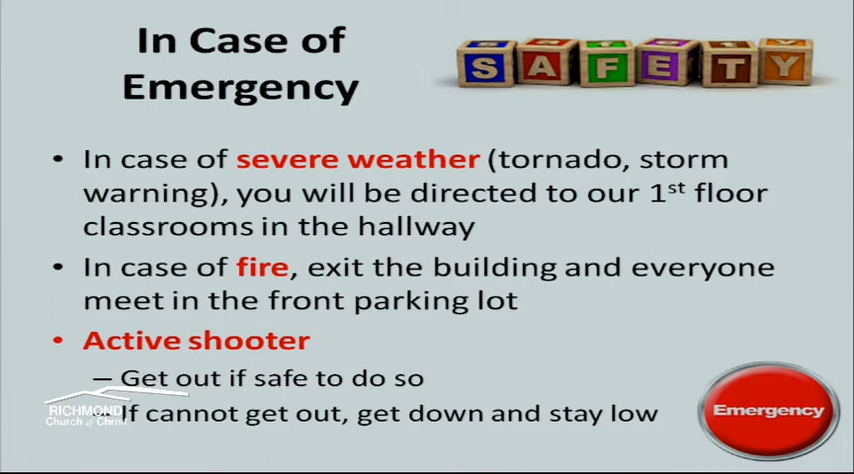 In Case of
Emergency
SAFETY
• In case of severe weather (tornado, storm
warning), you will be directed to our 1st floor
classrooms in the hallway
• In case of fire, exit the building and everyone
meet in the front parking lot
• Active shooter
– Get out if safe to do so
– If cannot get out, get down and stay low
RICHMOND
Church of Christ
Emergency